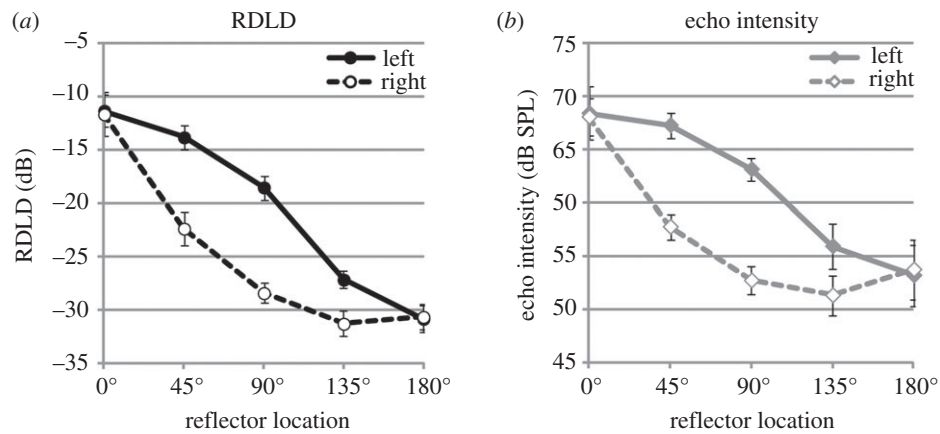 (a) RDLD
−5
−10
−15
−20
−25
−30
−35
RDLD (dB)
left
right
0° 45° 90° 135° 180°
reflector location
(b) echo intensity
75
70
65
50
55
50
45
echo intensity (dB SPL)
left
right
0° 45° 90° 135° 180°
reflector location